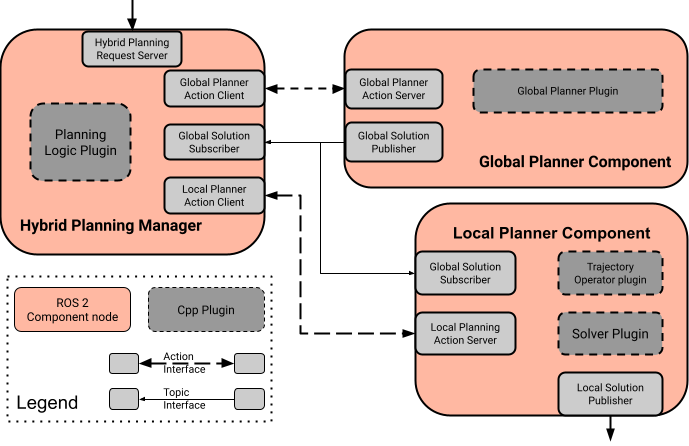 Hybrid Planning
Request Server
Global Planner
Action Client
Global Solution
Subscriber
Local Planner
Action Client
Planning
Logic Plugin
Hybrid Planning Manager
Global Planner
Action Server
Global Solution
Publisher
Global Planner Plugin
Global Planner Component
Local Planner Component
Global Solution
Subscriber
Trajectory
Operator plugin
Local Planning
Action Server
Solver Plugin
Local Solution
Publisher
ROS 2
Component node
Cpp Plugin
Action
Interface
Topic
Interface
Legend